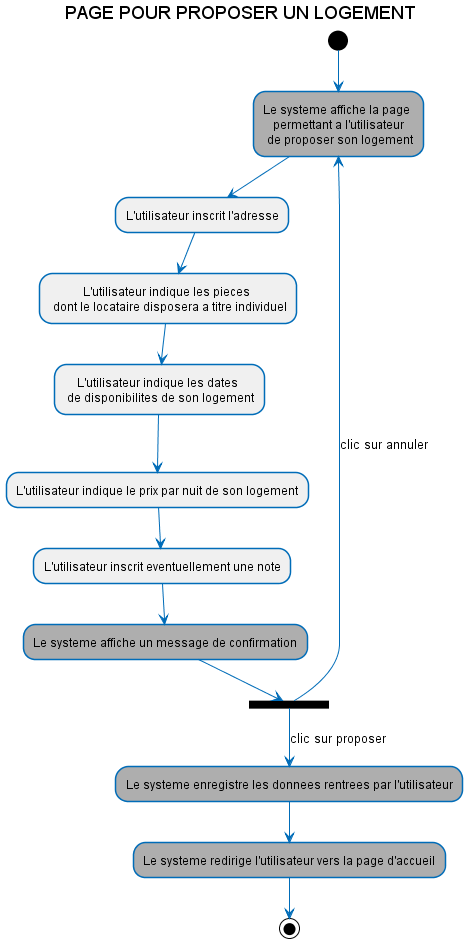 PAGE POUR PROPOSER UN LOGEMENT
Le systeme affiche la page
permettant a l'utilisateur
de proposer son logement
L'utilisateur inscrit l'adresse
L'utilisateur indique les pieces
dont le locataire disposera a titre individuel
L'utilisateur indique les dates
de disponibilites de son logement
clic sur annuler
L'utilisateur indique le prix par nuit de son logement
L'utilisateur inscrit eventuellement une note
Le systeme affiche un message de confirmation
clic sur proposer
Le systeme enregistre les donnees rentrees par l'utilisateur
Le systeme redirige l'utilisateur vers la page d'accueil